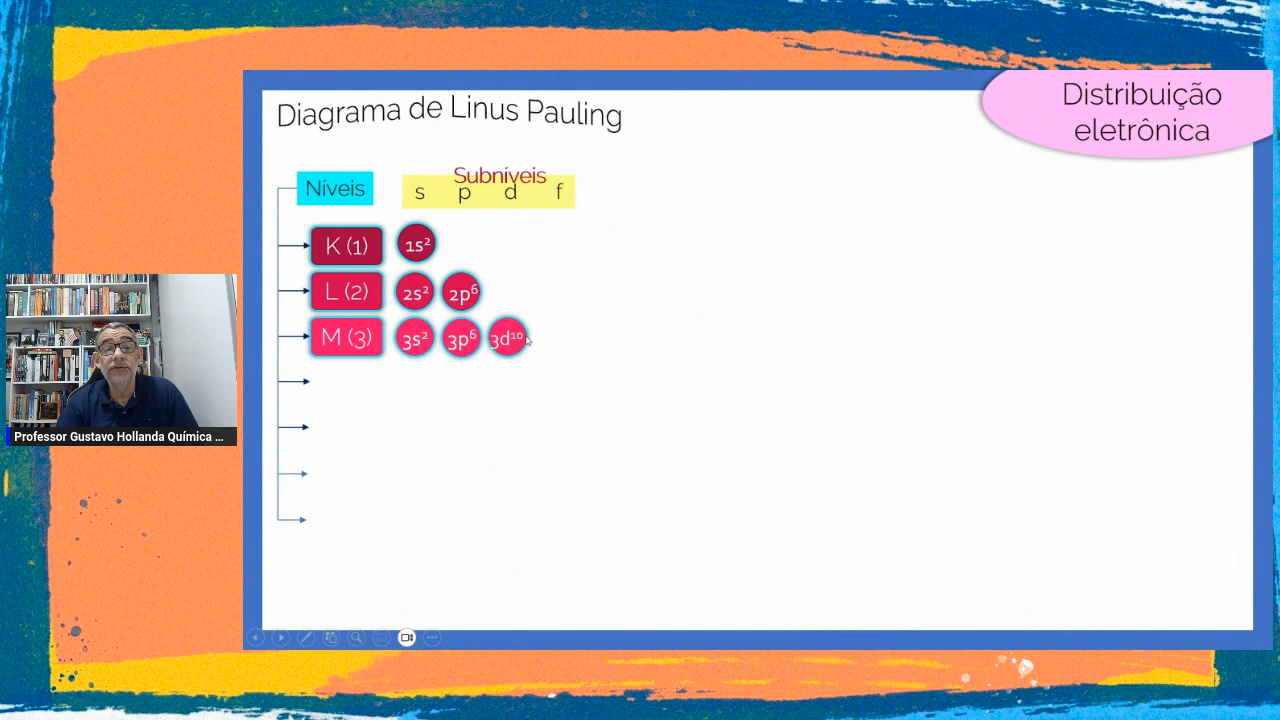 Diagrama de Linus Pauling
Distribuição
eletrônica
Níveis
Subníveis
s p d f
K (1) 1s²
L (2) 2s² 2p⁶
M (3) 3s² 3p⁶ 3d¹⁰
Professor Gustavo Hollanda Química ...